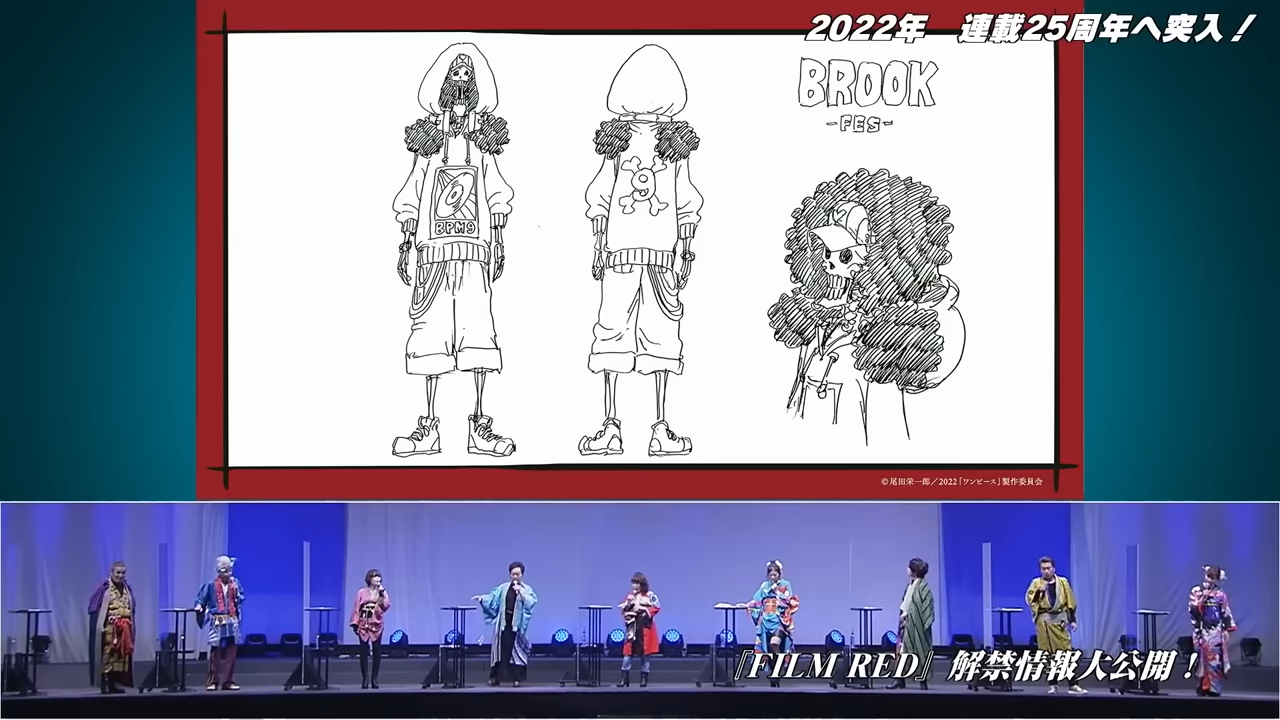 2022年　連載25周年へ突入！
BROOK
-FES-
9
BPM9
©尾田栄一郎／2022「ワンピース」製作委員会
『FILM RED』 解禁情報大公開！